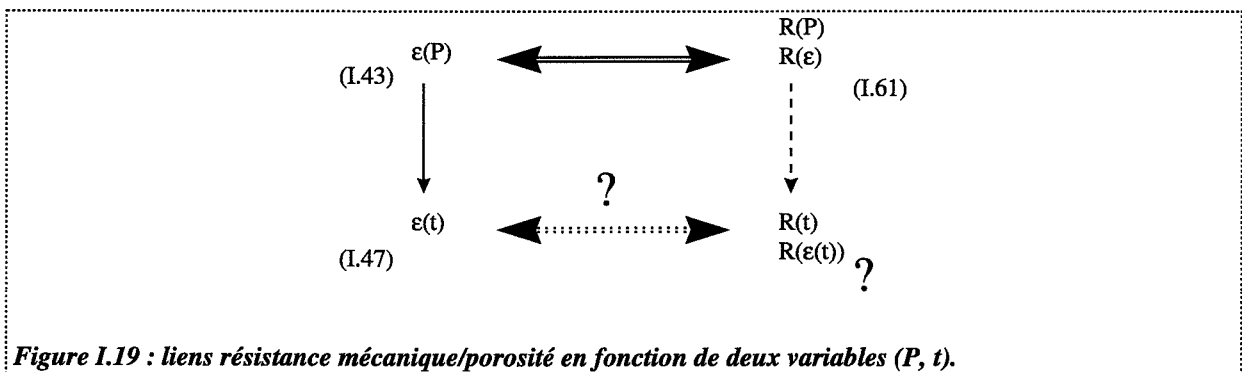 R(P)
ε(P)
R(ε)
(I.43)
(I.61)
?
ε(t)
R(t)
(I.47)
R(ε(t))
?
Figure I.19 : liens résistance mécanique/porosité en fonction de deux variables (P, t).